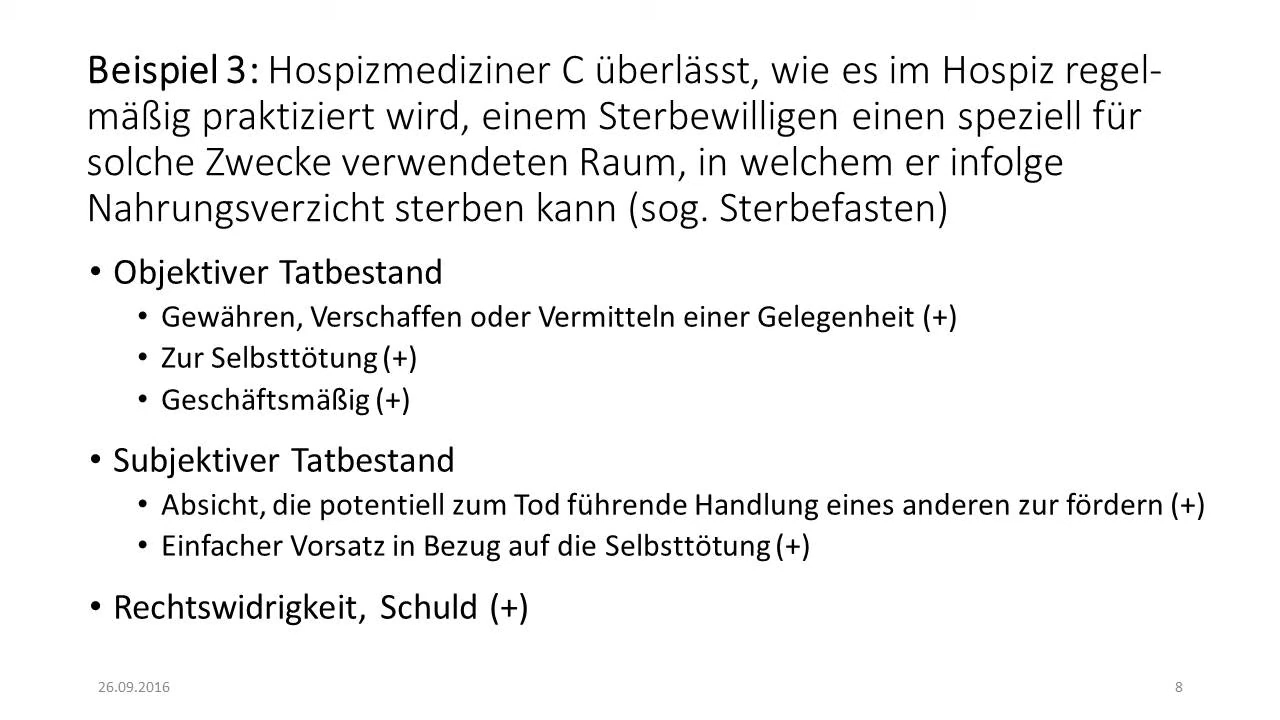 Beispiel 3: Hospizmediziner C überlässt, wie es im Hospiz regel-
mäßig praktiziert wird, einem Sterbewilligen einen speziell für
solche Zwecke verwendeten Raum, in welchem er infolge
Nahrungsverzicht sterben kann (sog. Sterbefasten)
• Objektiver Tatbestand
• Gewähren, Verschaffen oder Vermitteln einer Gelegenheit (+)
• Zur Selbsttötung (+)
• Geschäftsmäßig (+)
• Subjektiver Tatbestand
• Absicht, die potentiell zum Tod führende Handlung eines anderen zur fördern (+)
• Einfacher Vorsatz in Bezug auf die Selbsttötung (+)
• Rechtswidrigkeit, Schuld (+)
26.09.2016
8